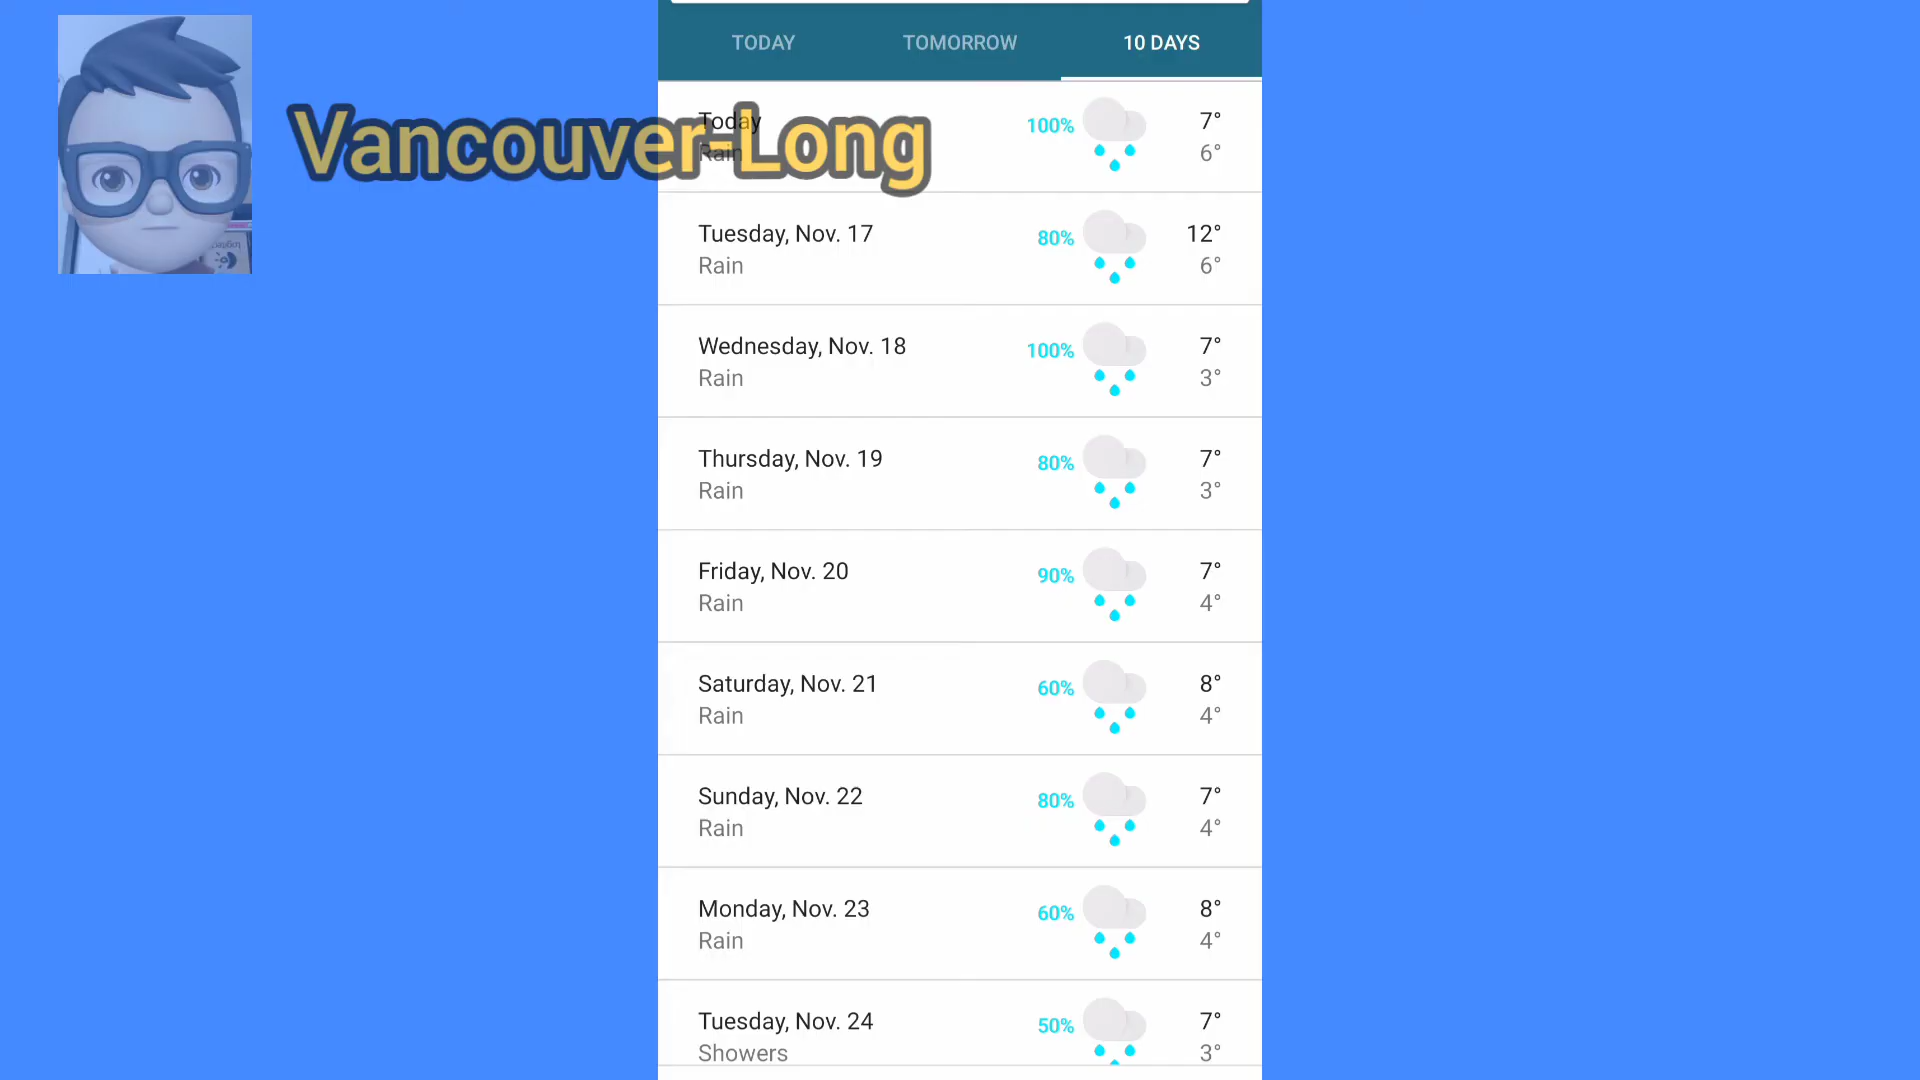 TODAY TOMORROW 10 DAYS
Vancouver-Long
Today 100% 7°
Rain 6°
Tuesday, Nov. 17 80% 12°
Rain 6°
Wednesday, Nov. 18 100% 7°
Rain 3°
Thursday, Nov. 19 80% 7°
Rain 3°
Friday, Nov. 20 90% 7°
Rain 4°
Saturday, Nov. 21 60% 8°
Rain 4°
Sunday, Nov. 22 80% 7°
Rain 4°
Monday, Nov. 23 60% 8°
Rain 4°
Tuesday, Nov. 24 50% 7°
Showers 3°